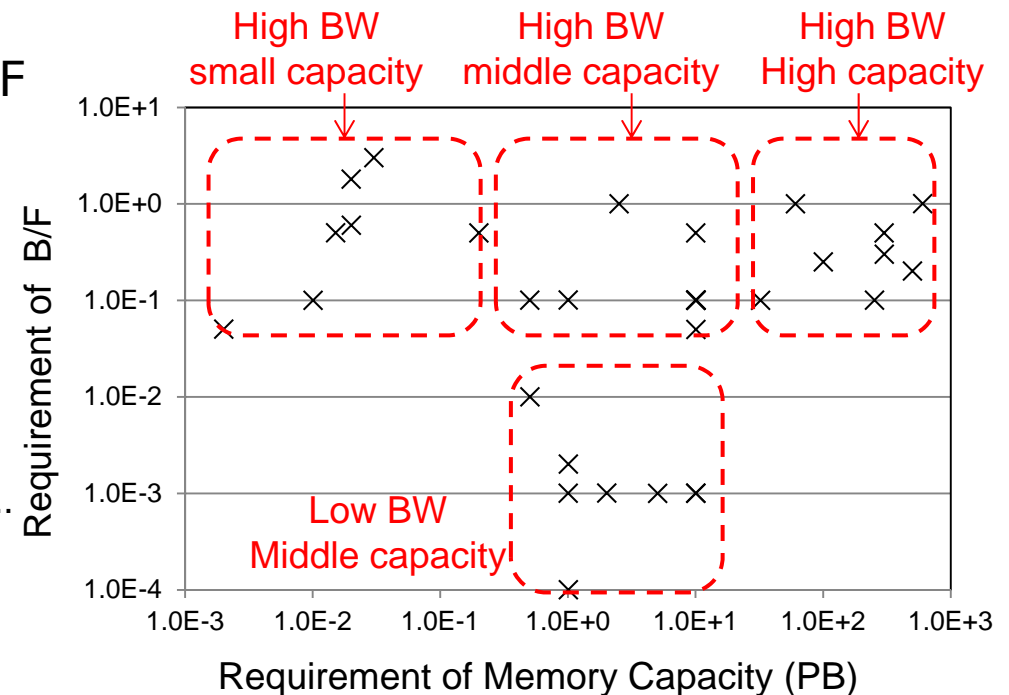 High BW
small capacity
High BW
middle capacity
High BW
High capacity
F
1.0E+1
1.0E+0
1.0E-1
1.0E-2
1.0E-3
1.0E-4
Requirement of B/F
.
Low BW
Middle capacity
1.0E-3 1.0E-2 1.0E-1 1.0E+0 1.0E+1 1.0E+2 1.0E+3
Requirement of Memory Capacity (PB)